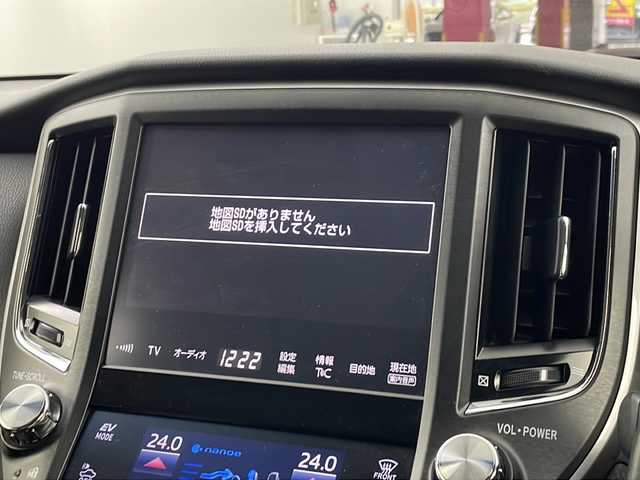 地図SDがありません
地図SDを挿入してください
TV
オーディオ
12:22
設定
編集
情報
TC
目的地
現在地
案内音声
TUNE•SCROLL
VOL•POWER
EV
MODE
24.0
nanoe
24.0
FRONT